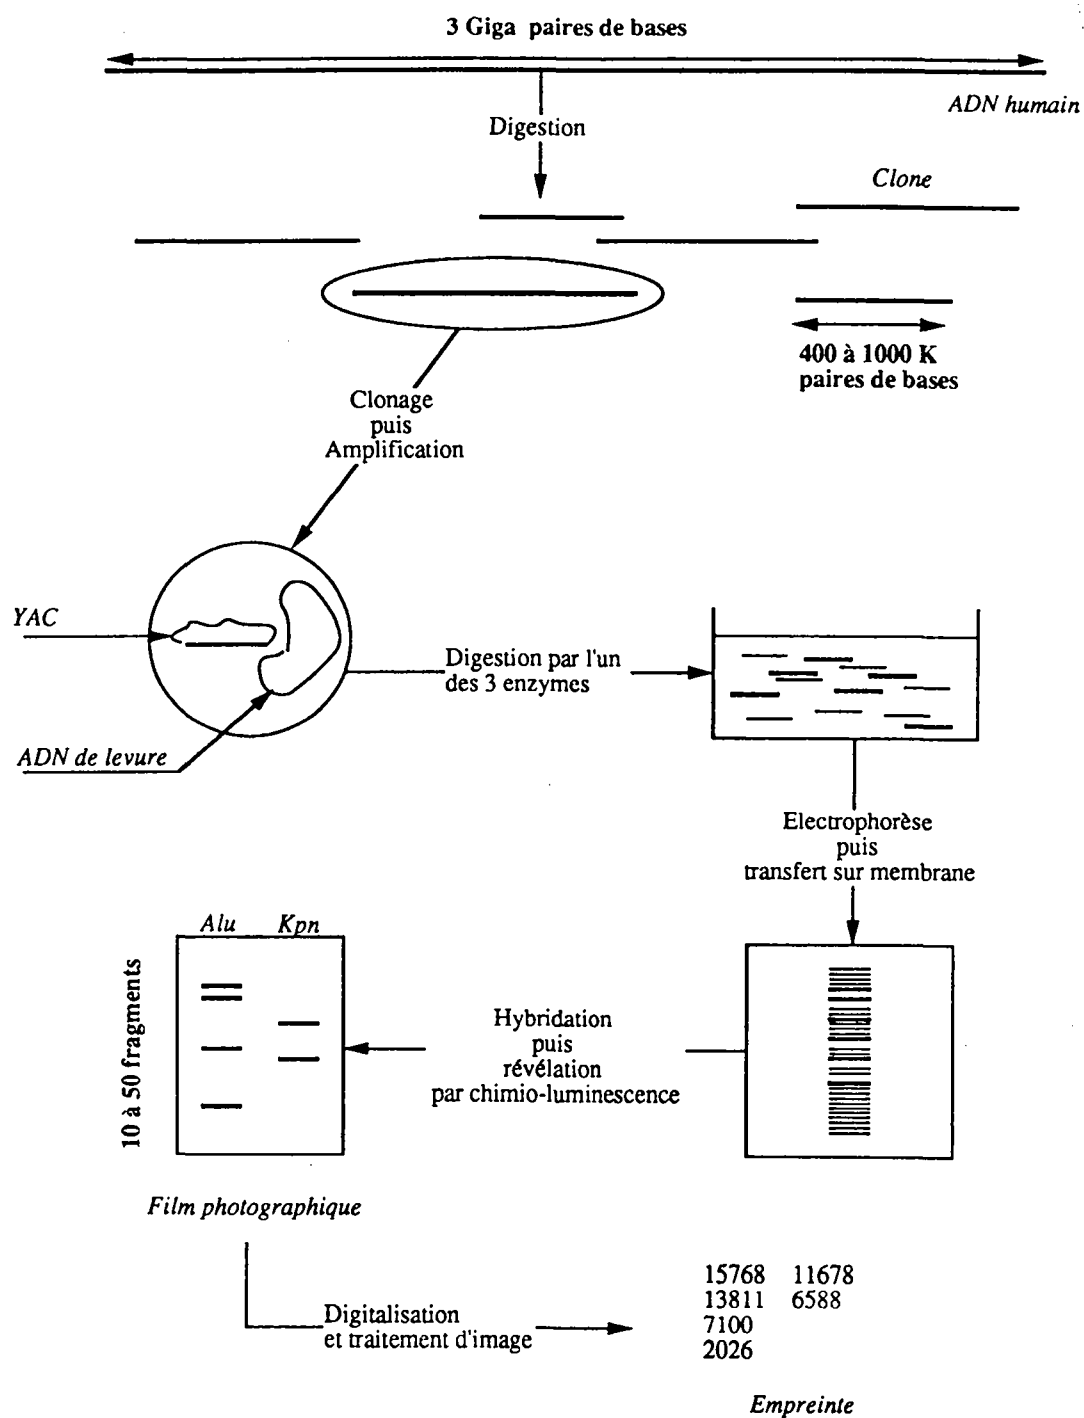 3 Giga paires de bases
ADN humain
Digestion
Clone
400 à 1000 K
paires de bases
Clonage
puis
Amplification
YAC
Digestion par l'un
des 3 enzymes
ADN de levure
Electrophorèse
puis
transfert sur membrane
Alu Kpn
10 à 50 fragments
Hybridation
puis
révélation
par chimio-luminescence
Film photographique
Digitalisation
et traitement d'image
15768 11678
13811 6588
7100
2026
Empreinte